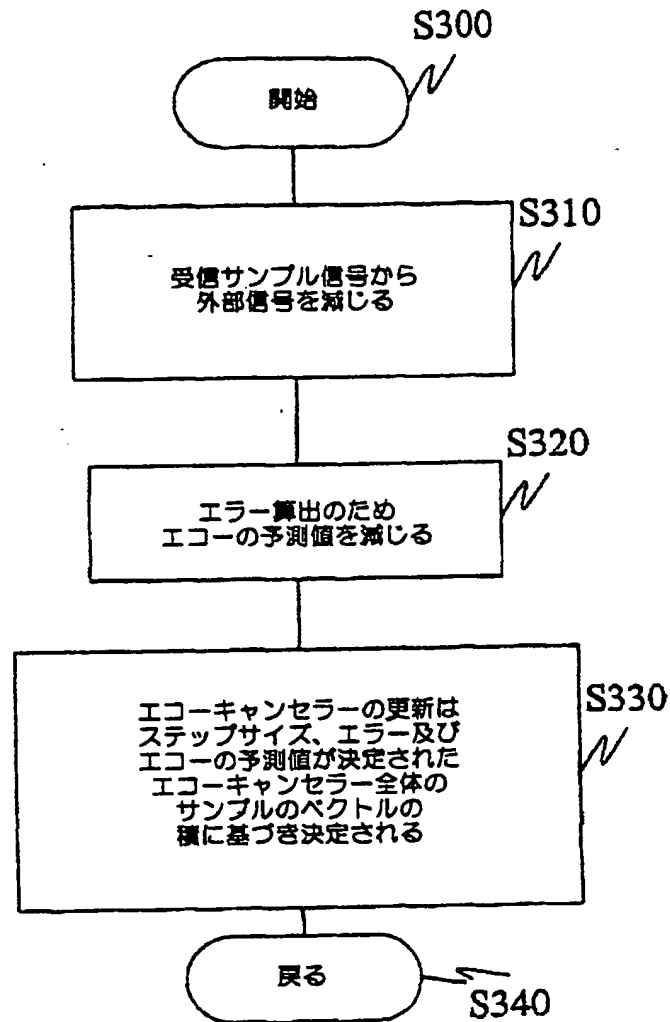 S300
開始
S310
受信サンプル信号から
外部信号を減じる
S320
エラー算出のため
エコーの予測値を減じる
S330
エコーキャンセラーの更新は
ステップサイズ、エラー及び
エコーの予測値が決定された
エコーキャンセラー全体の
サンプルのベクトルの
積に基づき決定される
戻る
S340